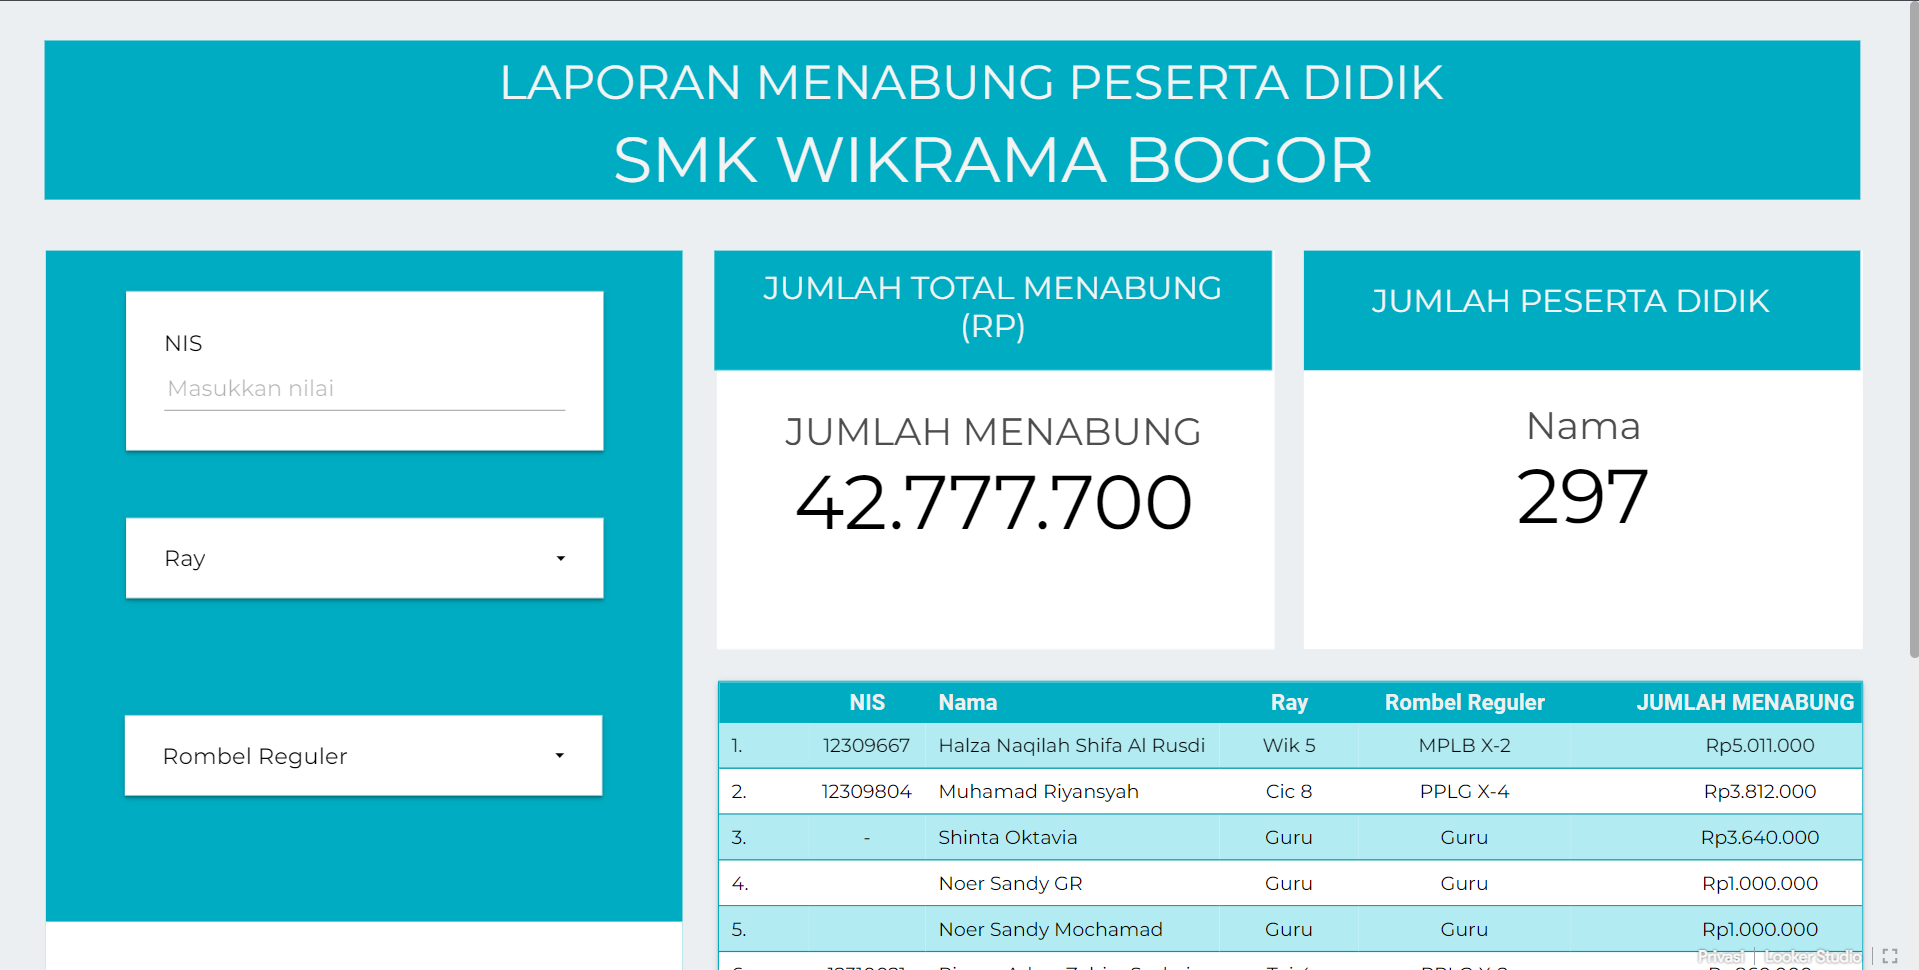 LAPORAN MENABUNG PESERTA DIDIK
SMK WIKRAMA BOGOR
NIS
Masukkan nilai
Ray
Rombel Reguler
JUMLAH TOTAL MENABUNG
(RP)
JUMLAH MENABUNG
42.777.700
JUMLAH PESERTA DIDIK
Nama
297
NIS Nama Ray Rombel Reguler JUMLAH MENABUNG
1. 12309667 Halza Naqilah Shifa Al Rusdi Wik 5 MPLB X-2 Rp5.011.000
2. 12309804 Muhamad Riyansyah Cic 8 PPLG X-4 Rp3.812.000
3. - Shinta Oktavia Guru Guru Rp3.640.000
4. Noer Sandy GR Guru Guru Rp1.000.000
5. Noer Sandy Mochamad Guru Guru Rp1.000.000
Privasi Looker Studio